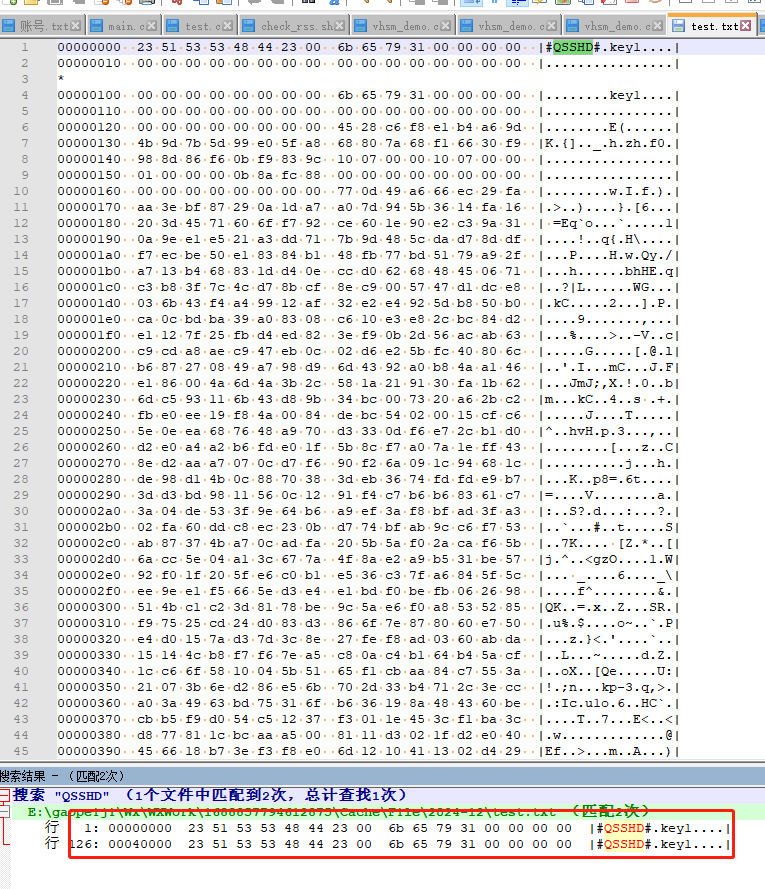 账号.txt main.c test.c check_rss.sh vhsm_demo.c vhsm_demo.c vhsm_demo.c test.txt
1 00000000 23 51 53 53 48 44 23 00 6b 65 79 31 00 00 00 00 |#QSSHD#.key1....|
2 00000010 00 00 00 00 00 00 00 00 00 00 00 00 00 00 00 00 |................|
3 *
4 00000100 00 00 00 00 00 00 00 00 6b 65 79 31 00 00 00 00 |........key1....|
5 00000110 00 00 00 00 00 00 00 00 00 00 00 00 00 00 00 00 |................|
6 00000120 00 00 00 00 00 00 00 00 45 28 c6 f8 e1 b4 a6 9d |........E(......|
7 00000130 4b 9d 7b 5d 99 e0 5f a8 68 80 7a 68 f1 66 30 f9 |K.{].._.h.zh.f0.|
8 00000140 98 8d 86 f6 0b f9 83 9c 10 07 00 00 10 07 00 00 |................|
9 00000150 01 00 00 00 0b 8a fc 88 00 00 00 00 00 00 00 00 |................|
10 00000160 00 00 00 00 00 00 00 00 77 0d 49 a6 66 ec 29 fa |........w.I.f.).|
11 00000170 aa 3e bf 87 29 0a 1d a7 a0 7d 94 5b 36 14 fa 16 |.>..)....}.[6...|
12 00000180 20 3d 45 71 60 6f f7 92 ce 60 1e 90 e2 c3 9a 31 | =Eq`o...`.....1|
13 00000190 0a 9e e1 e5 21 a3 dd 71 7b 9d 48 5c da d7 8d df |....!..q{.H\....|
14 000001a0 f7 ec be 50 e1 83 84 b1 48 fb 77 bd 51 79 a9 2f |...P....H.w.Qy./|
15 000001b0 a7 13 b4 68 83 1d d4 0e cc d0 62 68 48 45 06 71 |...h......bhHE.q|
16 000001c0 c3 b8 3f 7c 4c d7 8b cf 8e c9 00 57 47 d1 dc e8 |..?|L......WG...|
17 000001d0 03 6b 43 f4 a4 99 12 af 32 e2 e4 92 5d b8 50 b0 |.kC.....2...].P.|
18 000001e0 ca 0c bd ba 39 a0 83 08 c6 10 e3 e8 2c bc 84 d2 |....9.......,...|
19 000001f0 e1 12 7f 25 fb d4 ed 82 3e f9 0b 2d 56 ac ab 63 |...%....>..-V..c|
20 00000200 c9 cd a8 ae c9 47 eb 0c 02 d6 e2 5b fc 40 80 6c |.....G.....[.@.l|
21 00000210 b6 87 27 08 49 a7 98 d9 6d 43 92 a0 b8 4a a1 46 |..'.I...mC...J.F|
22 00000220 e1 86 00 4a 6d 4a 3b 2c 58 1a 21 91 30 fa 1b 62 |...JmJ;,X.!.0..b|
23 00000230 6d c5 93 11 6b 43 d8 9b 34 bc 00 73 20 a6 2b c2 |m...kC..4..s .+.|
24 00000240 fb e0 ee 19 f8 4a 00 84 de bc 54 02 00 15 cf c6 |.....J....T.....|
25 00000250 5e 0e ea 68 76 48 a9 70 d3 33 0d f6 e7 2c b1 d0 |^..hvH.p.3...,..|
26 00000260 d2 e0 a4 a2 b6 fd e0 1f 5b 8c f7 a0 7a 1e ff 43 |........[...z..C|
27 00000270 8e d2 aa a7 07 0c d7 f6 90 f2 6a 09 1c 94 68 1c |..........j...h.|
28 00000280 de 98 d1 4b 0c 88 70 38 3d eb 36 74 fd fd e9 b7 |...K..p8=.6t....|
29 00000290 3d d3 bd 98 11 56 0c 12 91 f4 c7 b6 b6 83 61 c7 |=....V........a.|
30 000002a0 3a 04 de 53 3f 9e 64 b6 a9 ef 3a f8 bf ad 3f a3 |:..S?.d...:...?.|
31 000002b0 02 fa 60 dd c8 ec 23 0b d7 74 bf ab 9c c6 f7 53 |..`...#..t.....S|
32 000002c0 ab 87 37 4b a7 0c ad fa 20 5b 5a f0 2a ca f6 5b |..7K.... [Z.*..[|
33 000002d0 6a cc 5e 04 a1 3c 67 7a 4f 8a e2 a9 b5 31 be 57 |j.^..<gzO....1.W|
34 000002e0 92 f0 1f 20 5f e6 c0 b1 e5 36 c3 7f a6 84 5f 5c |... _....6...._\|
35 000002f0 ee 9e e1 f5 66 5e d3 e4 e1 bd f0 be fb 06 26 98 |....f^........&.|
36 00000300 51 4b c1 c2 3d 81 78 be 9c 5a e6 f0 a8 53 52 85 |QK..=.x..Z...SR.|
37 00000310 f9 75 25 cd 24 d0 83 d3 86 6f 7e 87 80 60 e7 50 |.u%.$....o~..`.P|
38 00000320 e4 d0 15 7a d3 7d 3c 8e 27 fe f8 ad 03 60 ab da |...z.}<.'....`..|
39 00000330 15 14 4c b8 f7 f6 7e a5 c8 0a c4 b1 64 b4 5a cf |..L...~.....d.Z.|
40 00000340 1c c6 6f 58 10 04 5b 51 65 f1 cb aa 84 c7 55 3a |..oX..[Qe.....U:|
41 00000350 21 07 3b 6e d2 86 e5 6b 70 2d 33 b4 71 2c 3e cc |!.;n...kp-3.q,>.|
42 00000360 a0 3a 49 63 bd 75 31 6f b6 36 19 8a 48 43 60 be |.:Ic.u1o.6..HC`.|
43 00000370 cb b5 f9 d0 54 c5 12 37 f3 01 1e 45 3c f1 ba 3c |....T..7...E<..<|
44 00000380 d8 77 81 1c bc aa a5 00 81 11 d3 02 1f d2 e0 40 |.w.............@|
45 00000390 45 66 18 b7 3e f3 f8 e0 6d 12 10 41 13 02 d4 29 |Ef..>...m..A...)|
搜索结果 - (匹配2次)
搜索 "QSSHD" (1个文件中匹配到2次, 总计查找1次)
行 1: 00000000 23 51 53 53 48 44 23 00 6b 65 79 31 00 00 00 00 |#QSSHD#.key1....|
行 126: 00040000 23 51 53 53 48 44 23 00 6b 65 79 31 00 00 00 00 |#QSSHD#.key1....|